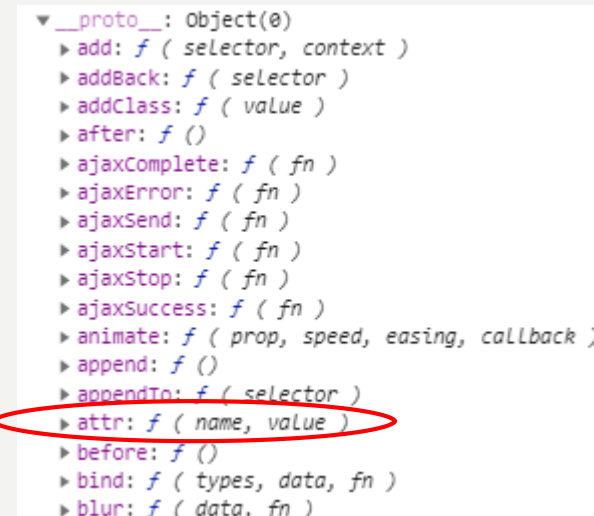 ▼__proto__: Object(0)
▶add: ƒ ( selector, context )
▶addBack: ƒ ( selector )
▶addClass: ƒ ( value )
▶after: ƒ ()
▶ajaxComplete: ƒ ( fn )
▶ajaxError: ƒ ( fn )
▶ajaxSend: ƒ ( fn )
▶ajaxStart: ƒ ( fn )
▶ajaxStop: ƒ ( fn )
▶ajaxSuccess: ƒ ( fn )
▶animate: ƒ ( prop, speed, easing, callback )
▶append: ƒ ()
▶appendTo: ƒ ( selector )
▶attr: ƒ ( name, value )
▶before: ƒ ()
▶bind: ƒ ( types, data, fn )
▶blur: ƒ ( data, fn )